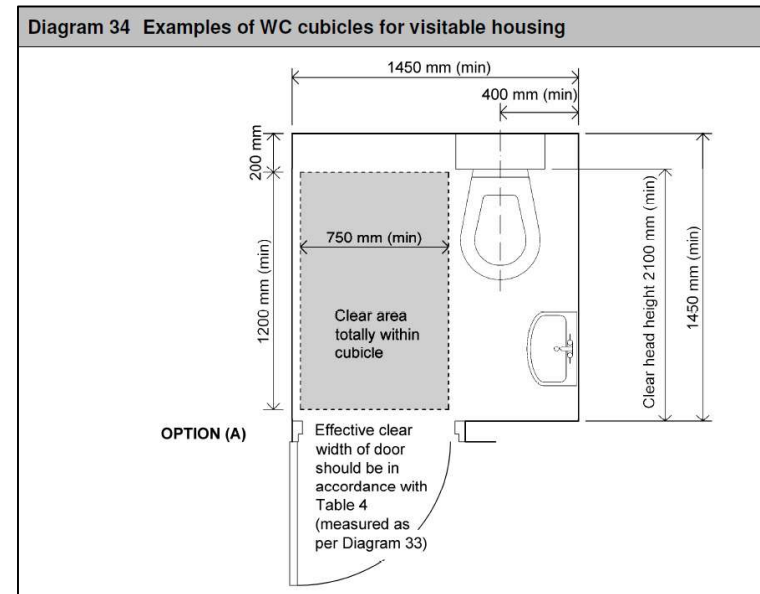 Diagram 34 Examples of WC cubicles for visitable housing
1450 mm (min)
400 mm (min)
200 mm
750 mm (min)
1200 mm (min)
Clear area
totally within
cubicle
Clear head height 2100 mm (min)
1450 mm (min)
OPTION (A)
Effective clear
width of door
should be in
accordance with
Table 4
(measured as
per Diagram 33)